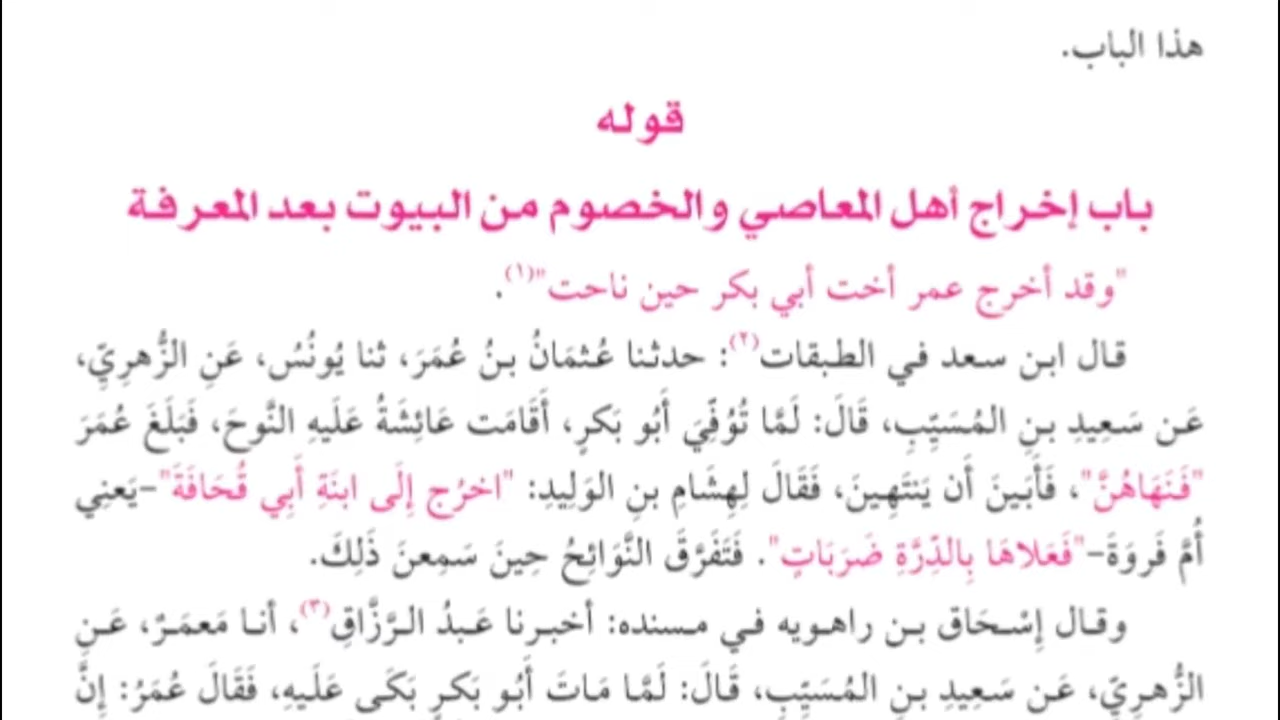 هذا الباب.
قوله
باب إخراج أهل المعاصي والخصوم من البيوت بعد المعرفة
"وقد أخرج عمر أخت أبي بكر حين ناحت"(١).
قال ابن سعد في الطبقات(٢): حدثنا عُثمَانُ بنُ عُمَرَ، ثنا يُونُسُ، عَنِ الزُّهرِيِّ،
عَن سَعِيدِ بنِ المُسَيِّبِ، قَالَ: لَمَّا تُوُفِّيَ أَبُو بَكرٍ، أَقَامَت عَائِشَةُ عَلَيهِ النَّوحَ، فَبَلَغَ عُمَرَ
"فَنَهَاهُنَّ"، فَأَبَينَ أَن يَنتَهِينَ، فَقَالَ لِهِشَامِ بنِ الوَلِيدِ: "اخرُج إِلَى ابنَةِ أَبِي قُحَافَةَ"-يَعنِي
أُمَّ فَروَةَ-"فَعَلاهَا بِالدِّرَّةِ ضَرَبَاتٍ". فَتَفَرَّقَ النَّوَائِحُ حِينَ سَمِعنَ ذَلِكَ.
وقال إِسْحَاق بن راهويه في مسنده: أخبرنا عَبدُ الرَّزَّاقِ(٣)، أنا مَعمَرٌ، عَنِ
الزُّهرِيِّ، عَن سَعِيدِ بنِ المُسَيِّبِ، قَالَ: لَمَّا مَاتَ أَبُو بَكرٍ بَكَى عَلَيهِ، فَقَالَ عُمَرُ: إِنَّ